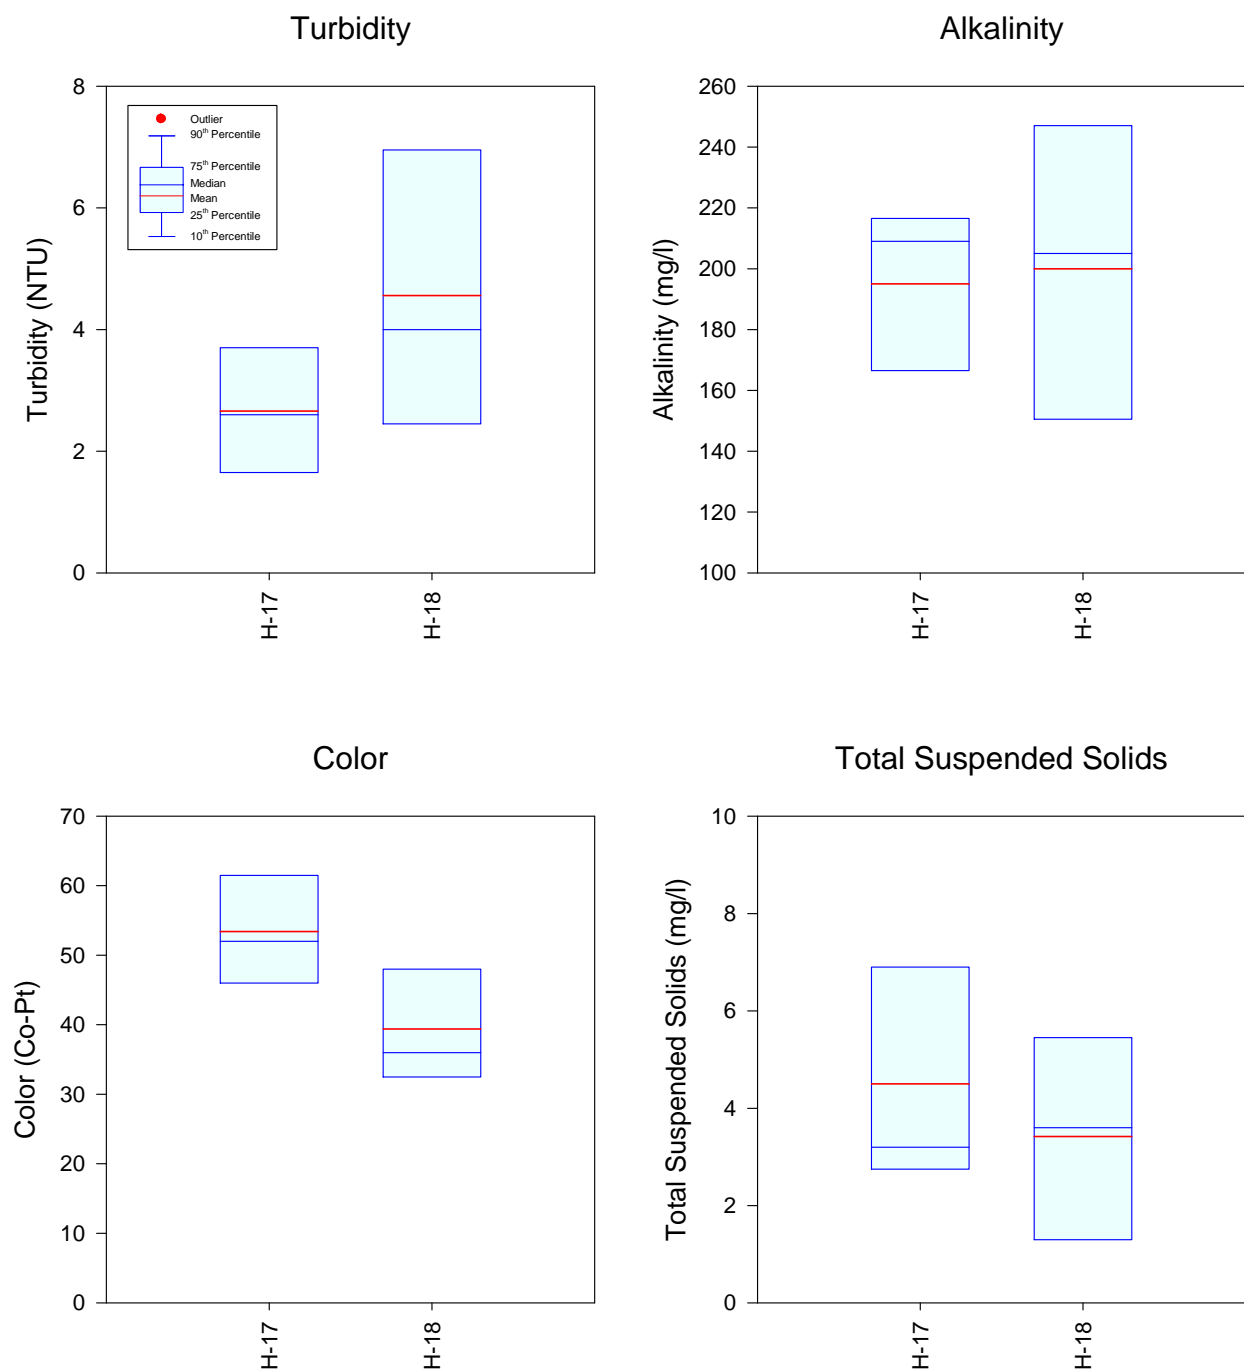 Turbidity
Alkalinity
8
6
4
2
0
Turbidity (NTU)
Outlier
90th Percentile
75th Percentile
Median
Mean
25th Percentile
10th Percentile
H-17
H-18
260
240
220
200
180
160
140
120
100
Alkalinity (mg/l)
H-17
H-18
Color
Total Suspended Solids
70
60
50
40
30
20
10
0
Color (Co-Pt)
H-17
H-18
10
8
6
4
2
0
Total Suspended Solids (mg/l)
H-17
H-18